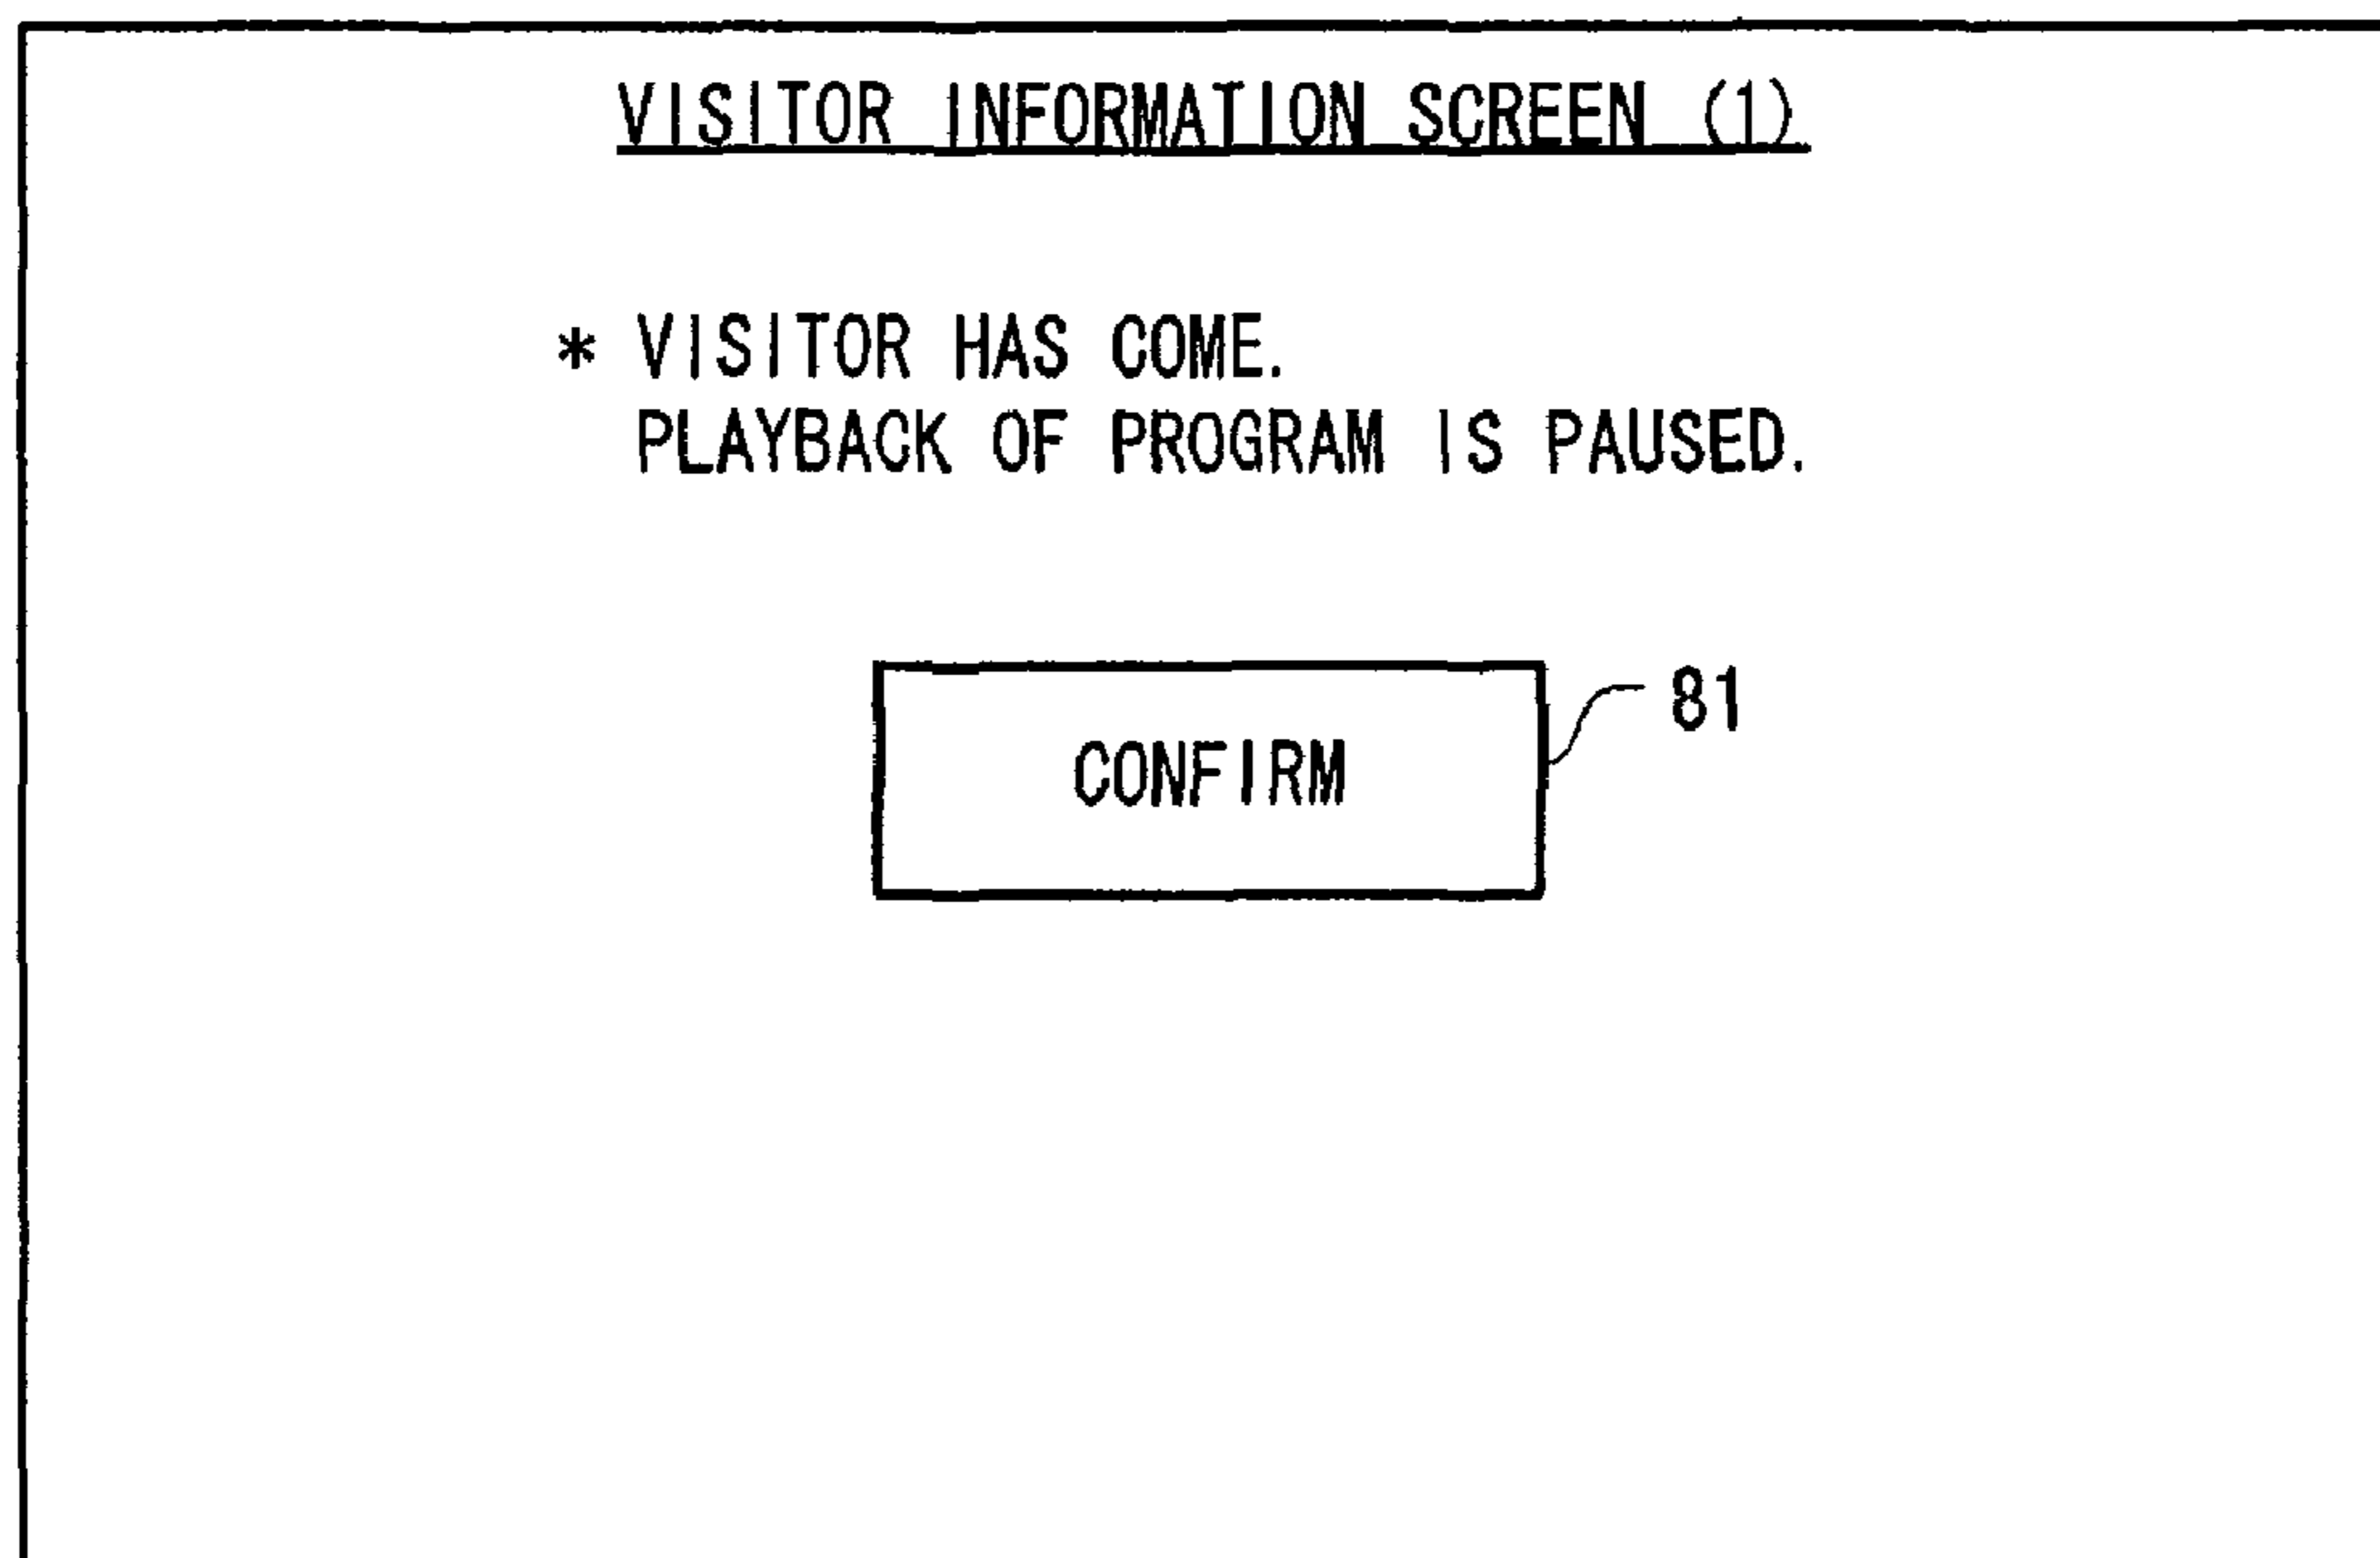 VISITOR INFORMATION SCREEN (1)
* VISITOR HAS COME.
PLAYBACK OF PROGRAM IS PAUSED.
81
CONFIRM